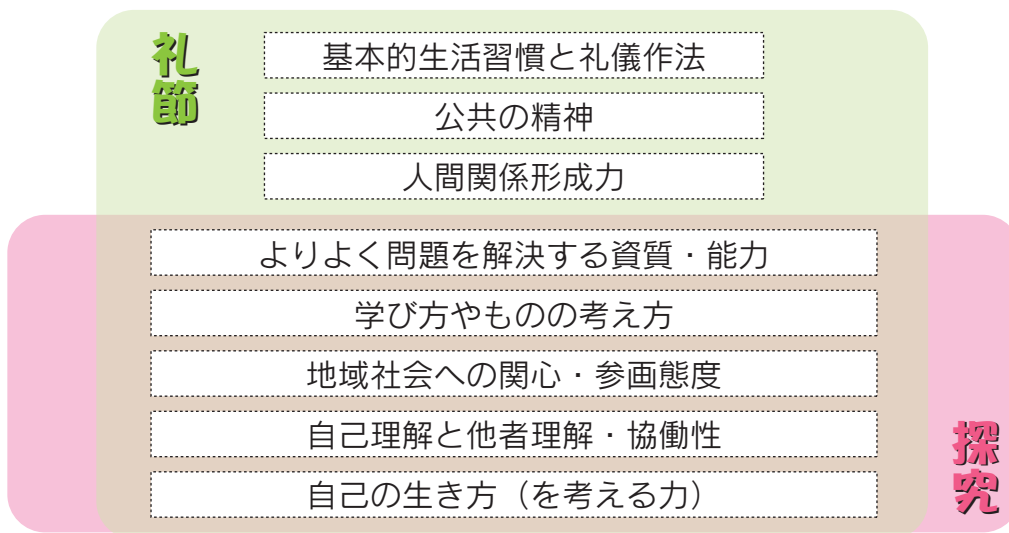 礼節
基本的生活習慣と礼儀作法
公共の精神
人間関係形成力
よりよく問題を解決する資質・能力
学び方やものの考え方
地域社会への関心・参画態度
自己理解と他者理解・協働性
自己の生き方（を考える力）
探究